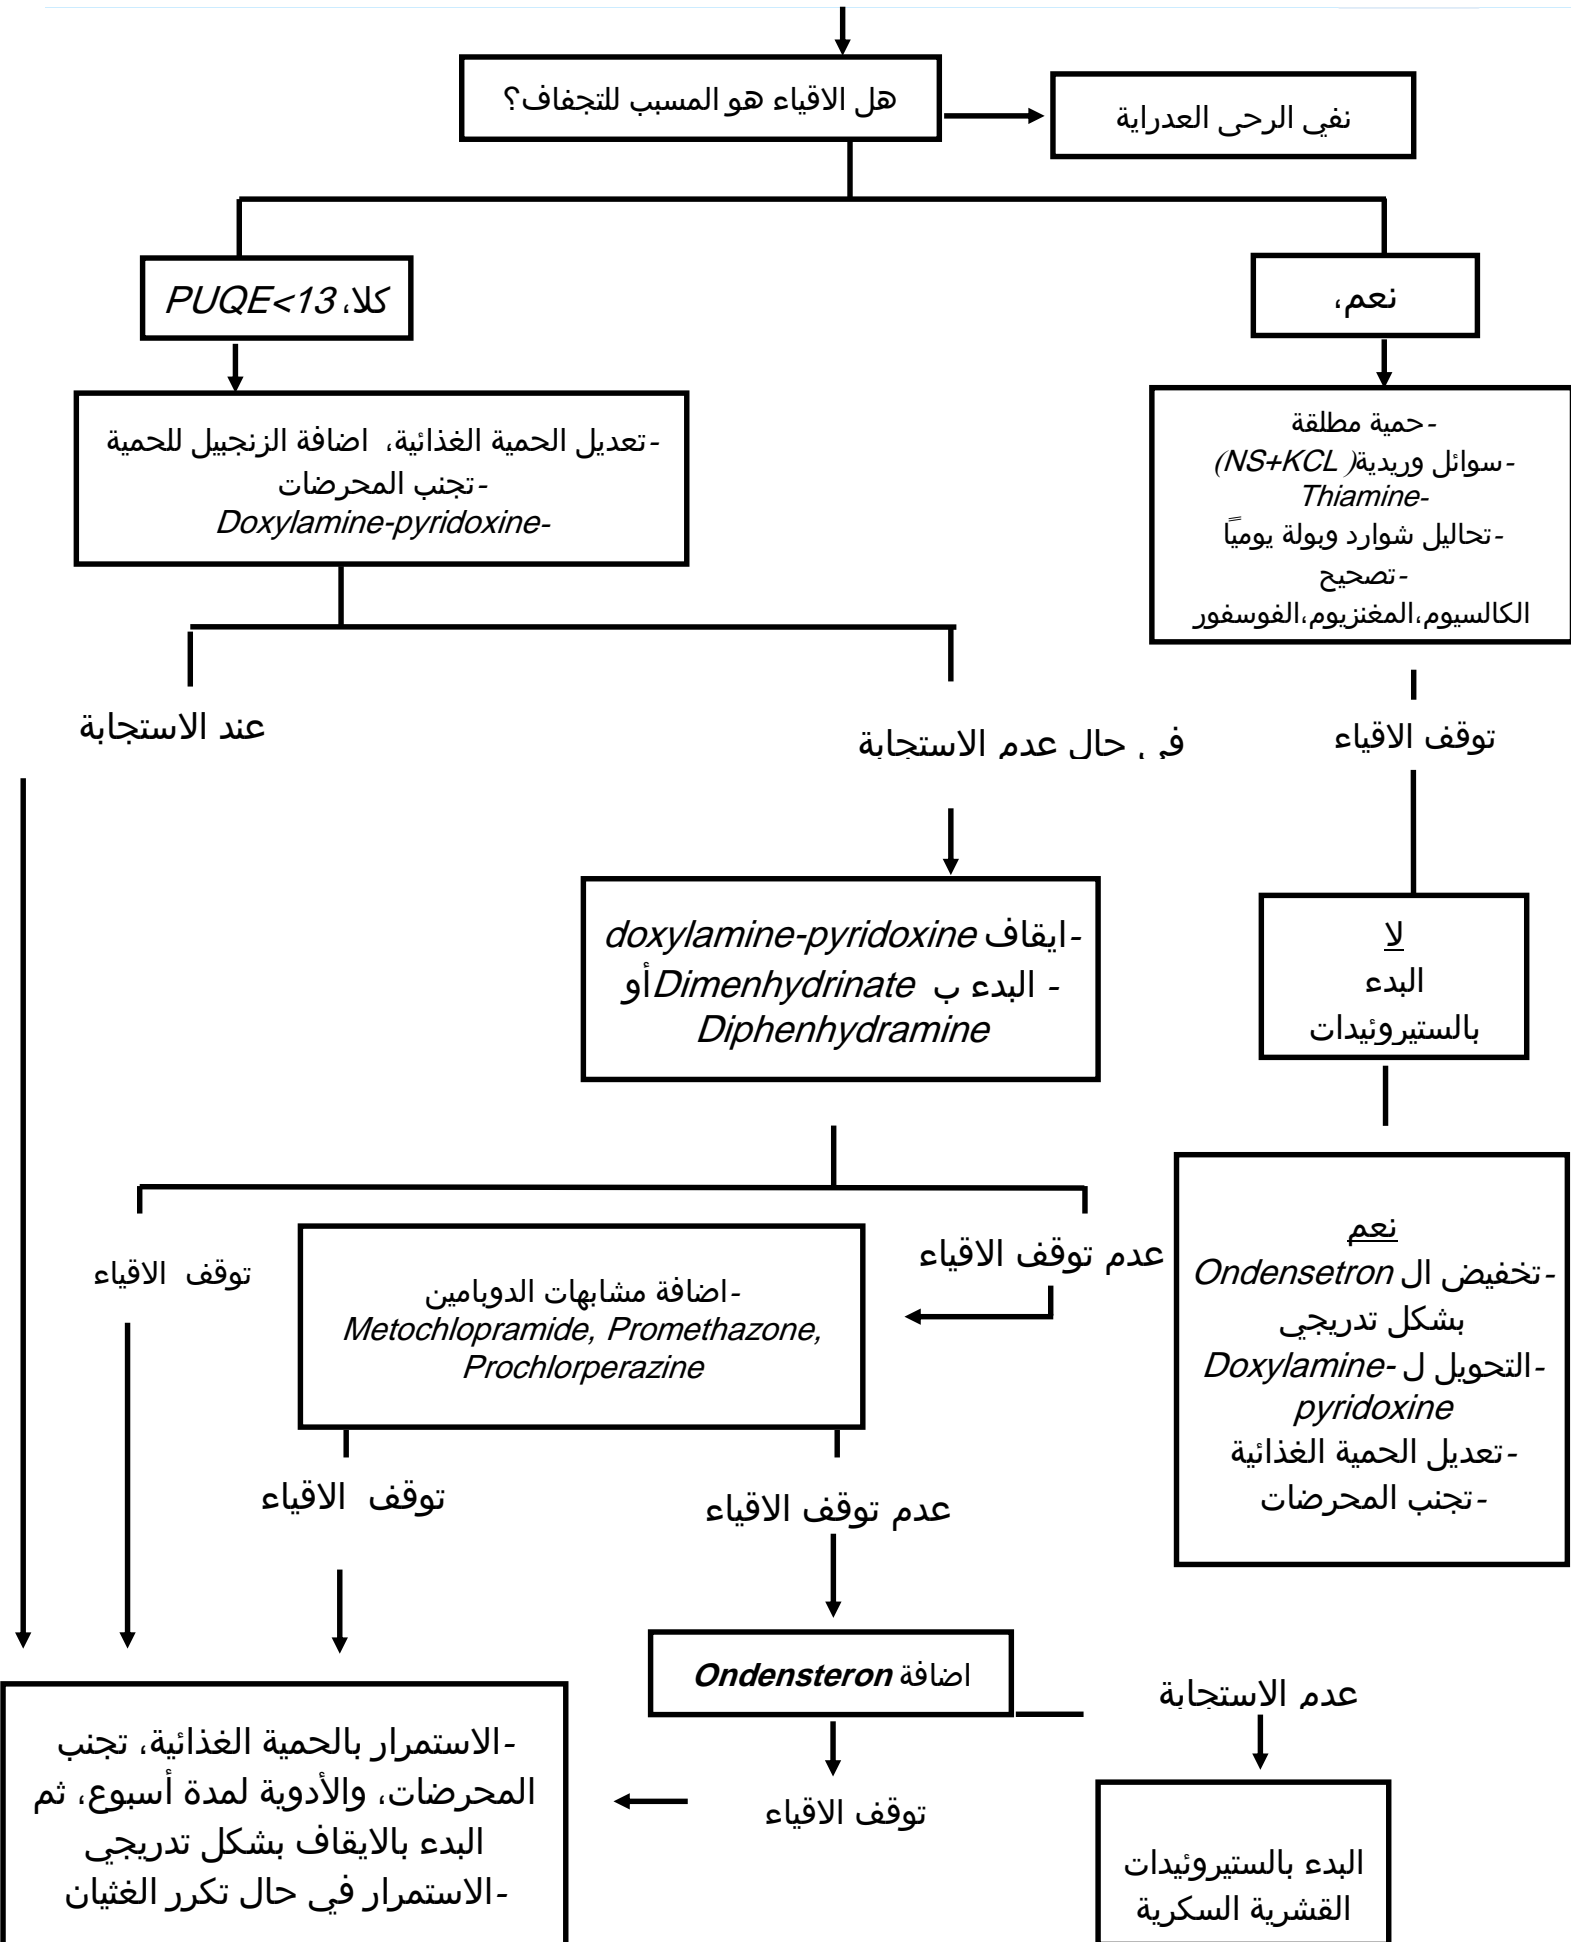 هل الاقياء هو المسبب للتجفاف؟
نفي الرحى العدراية
كلا، PUQE<13
نعم،
-تعديل الحمية الغذائية، اضافة الزنجبيل للحمية
-تجنب المحرضات
Doxylamine-pyridoxine-
-حمية مطلقة
-سوائل وريدية( NS+KCL)
Thiamine-
-تحاليل شوارد وبولة يوميًا
-تصحيح
الكالسيوم،المغنزيوم،الفوسفور
عند الاستجابة
في حال عدم الاستجابة
توقف الاقياء
-ايقاف doxylamine-pyridoxine
- البدء ب Dimenhydrinate أو
Diphenhydramine
لا
البدء
بالستيروئيدات
توقف الاقياء
-اضافة مشابهات الدوبامين
Metochlopramide, Promethazone,
Prochlorperazine
عدم توقف الاقياء
نعم
-تخفيض ال Ondensetron
بشكل تدريجي
-التحويل ل Doxylamine-
pyridoxine
-تعديل الحمية الغذائية
-تجنب المحرضات
توقف الاقياء
عدم توقف الاقياء
اضافة Ondensteron
عدم الاستجابة
-الاستمرار بالحمية الغذائية، تجنب
المحرضات، والأدوية لمدة أسبوع، ثم
البدء بالايقاف بشكل تدريجي
-الاستمرار في حال تكرر الغثيان
توقف الاقياء
البدء بالستيروئيدات
القشرية السكرية